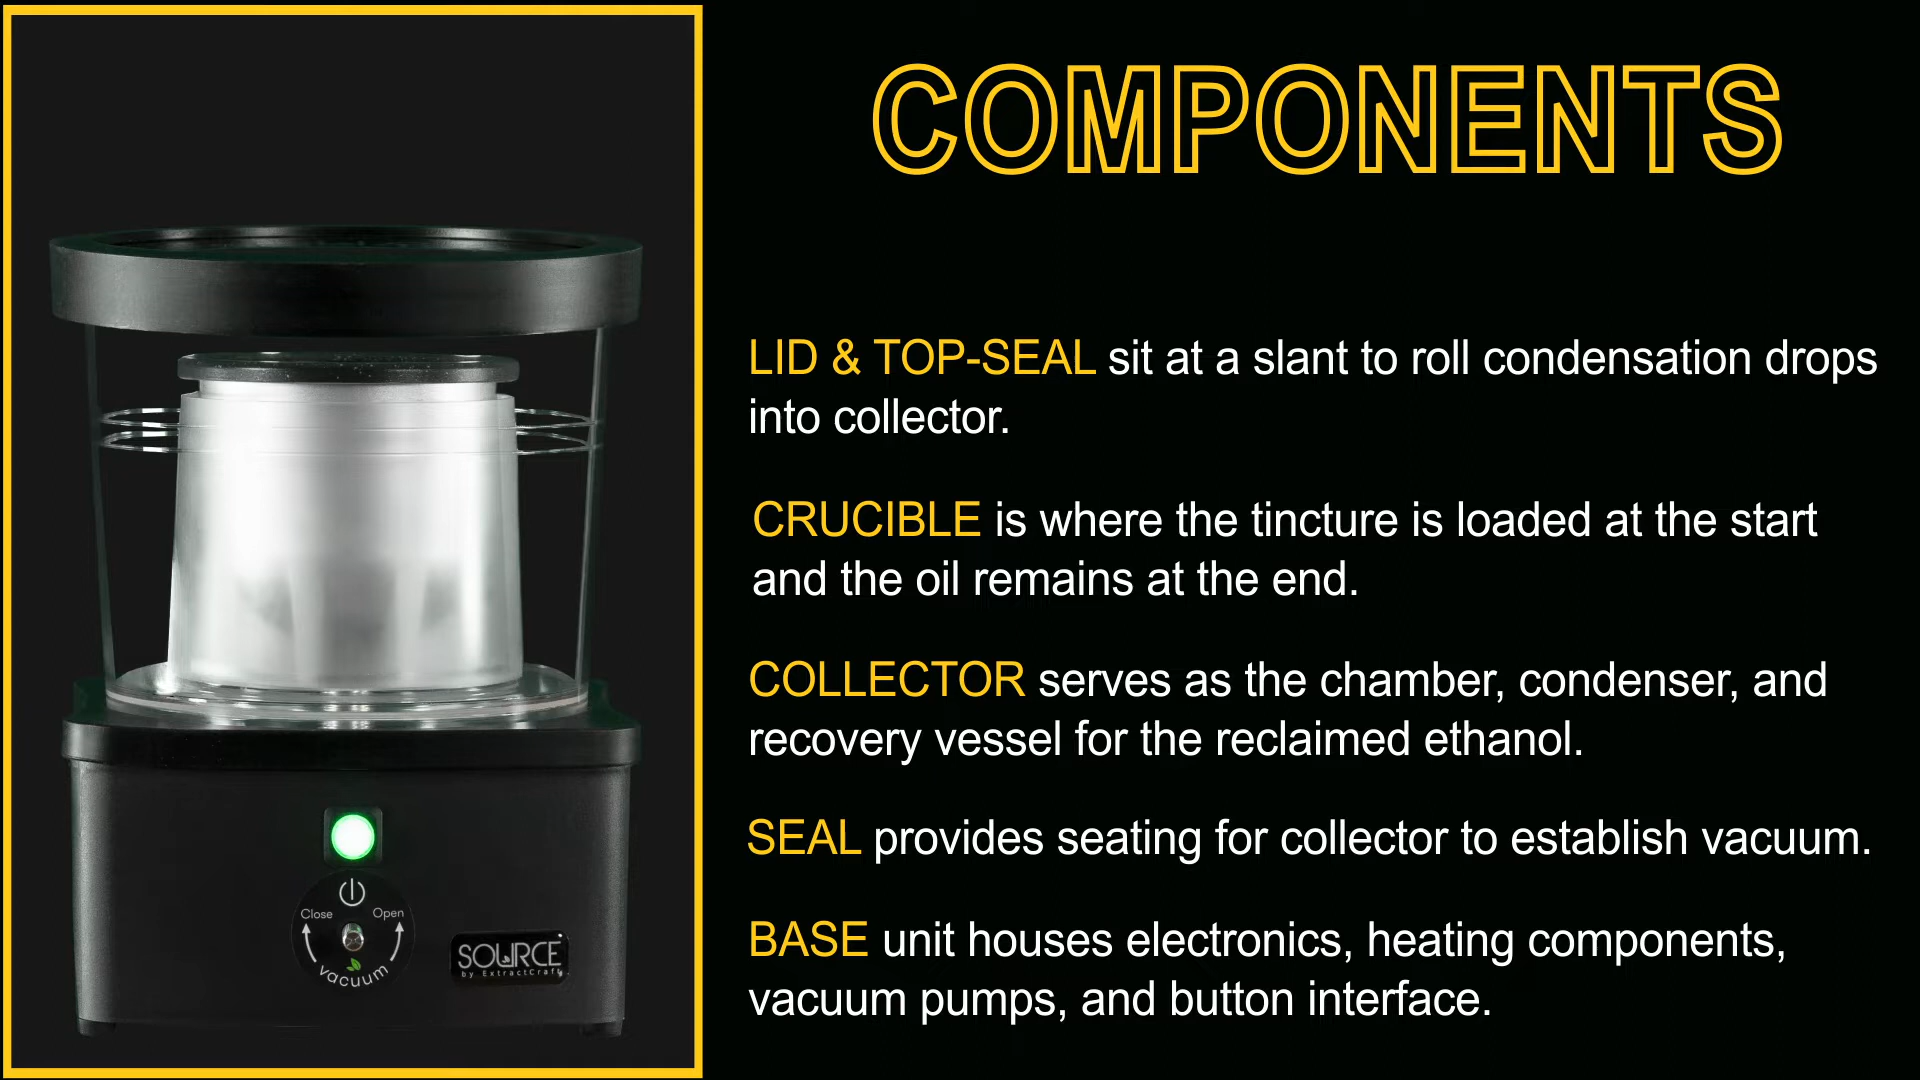 COMPONENTS
LID & TOP-SEAL sit at a slant to roll condensation drops
into collector.
CRUCIBLE is where the tincture is loaded at the start
and the oil remains at the end.
COLLECTOR serves as the chamber, condenser, and
recovery vessel for the reclaimed ethanol.
SEAL provides seating for collector to establish vacuum.
BASE unit houses electronics, heating components,
vacuum pumps, and button interface.
Close Open
vacuum
SOURCE
by ExtractCraft